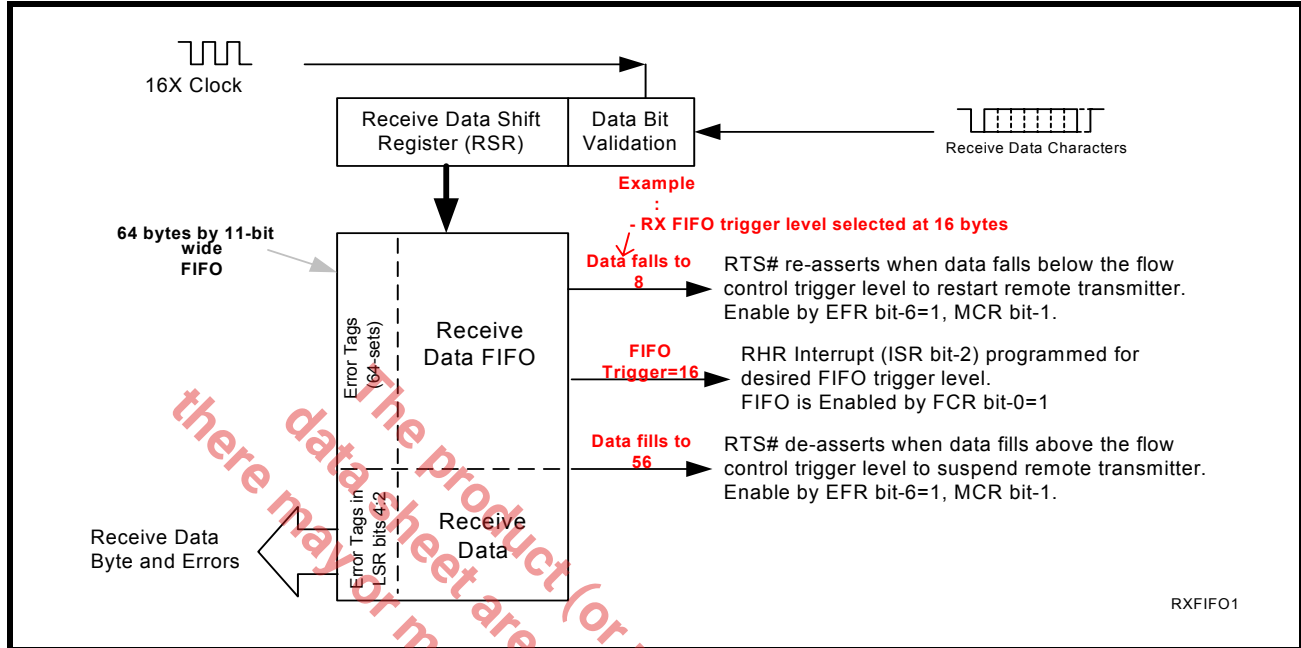 16X Clock
Receive Data Shift
Register (RSR)
Data Bit
Validation
Receive Data Characters
Example
:
- RX FIFO trigger level selected at 16 bytes
64 bytes by 11-bit
wide
FIFO
Data falls to
8
RTS# re-asserts when data falls below the flow
control trigger level to restart remote transmitter.
Enable by EFR bit-6=1, MCR bit-1.
Error Tags
(64-sets)
Receive
Data FIFO
FIFO
Trigger=16
RHR Interrupt (ISR bit-2) programmed for
desired FIFO trigger level.
FIFO is Enabled by FCR bit-0=1
Data fills to
56
RTS# de-asserts when data fills above the flow
control trigger level to suspend remote transmitter.
Enable by EFR bit-6=1, MCR bit-1.
Error Tags in
LSR bits 4:2
Receive
Data
Receive Data
Byte and Errors
RXFIFO1
The product (or
data sheet are
there may or